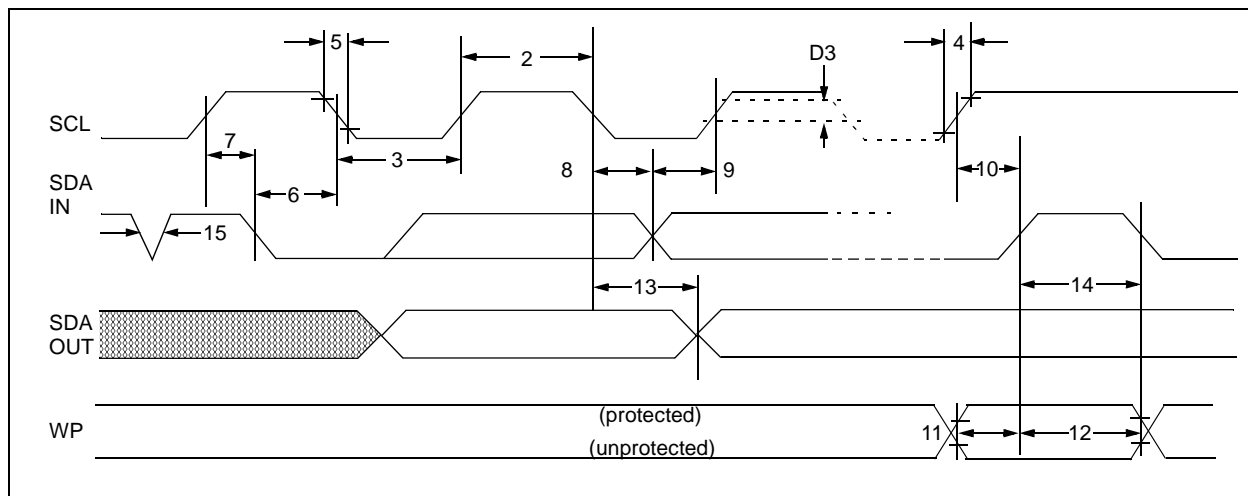 5
4
2
D3
SCL
7
3
8
9
10
SDA
IN
6
15
13
14
SDA
OUT
(protected)
WP
11
12
(unprotected)